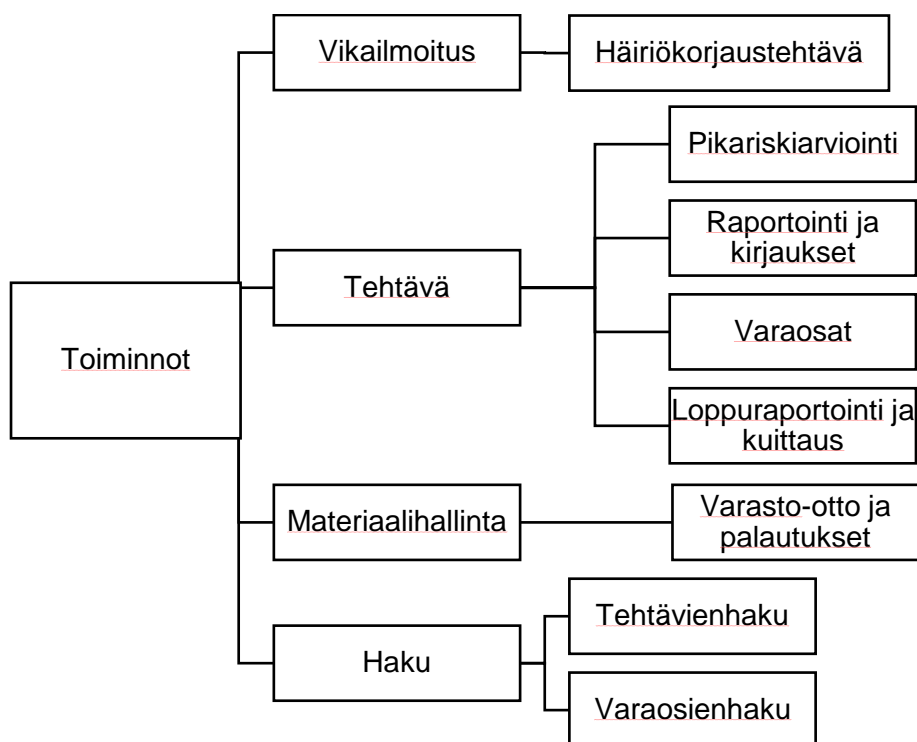 Toiminnot
Vikailmoitus
Häiriökorjaustehtävä
Tehtävä
Pikariskiarviointi
Raportointi ja
kirjaukset
Varaosat
Loppuraportointi ja
kuittaus
Materiaalihallinta
Varasto-otto ja
palautukset
Haku
Tehtävienhaku
Varaosienhaku